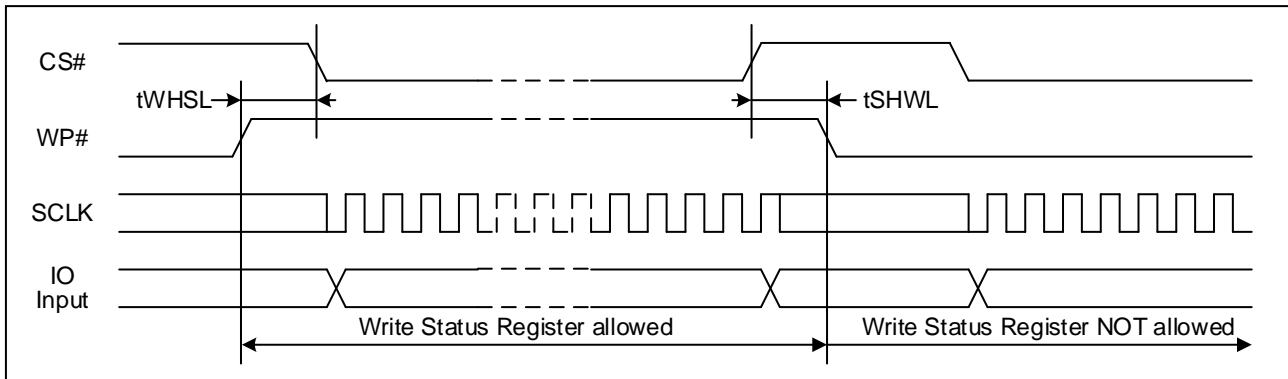 CS#
tWHSL
tSHWL
WP#
SCLK
IO
Input
Write Status Register allowed
Write Status Register NOT allowed